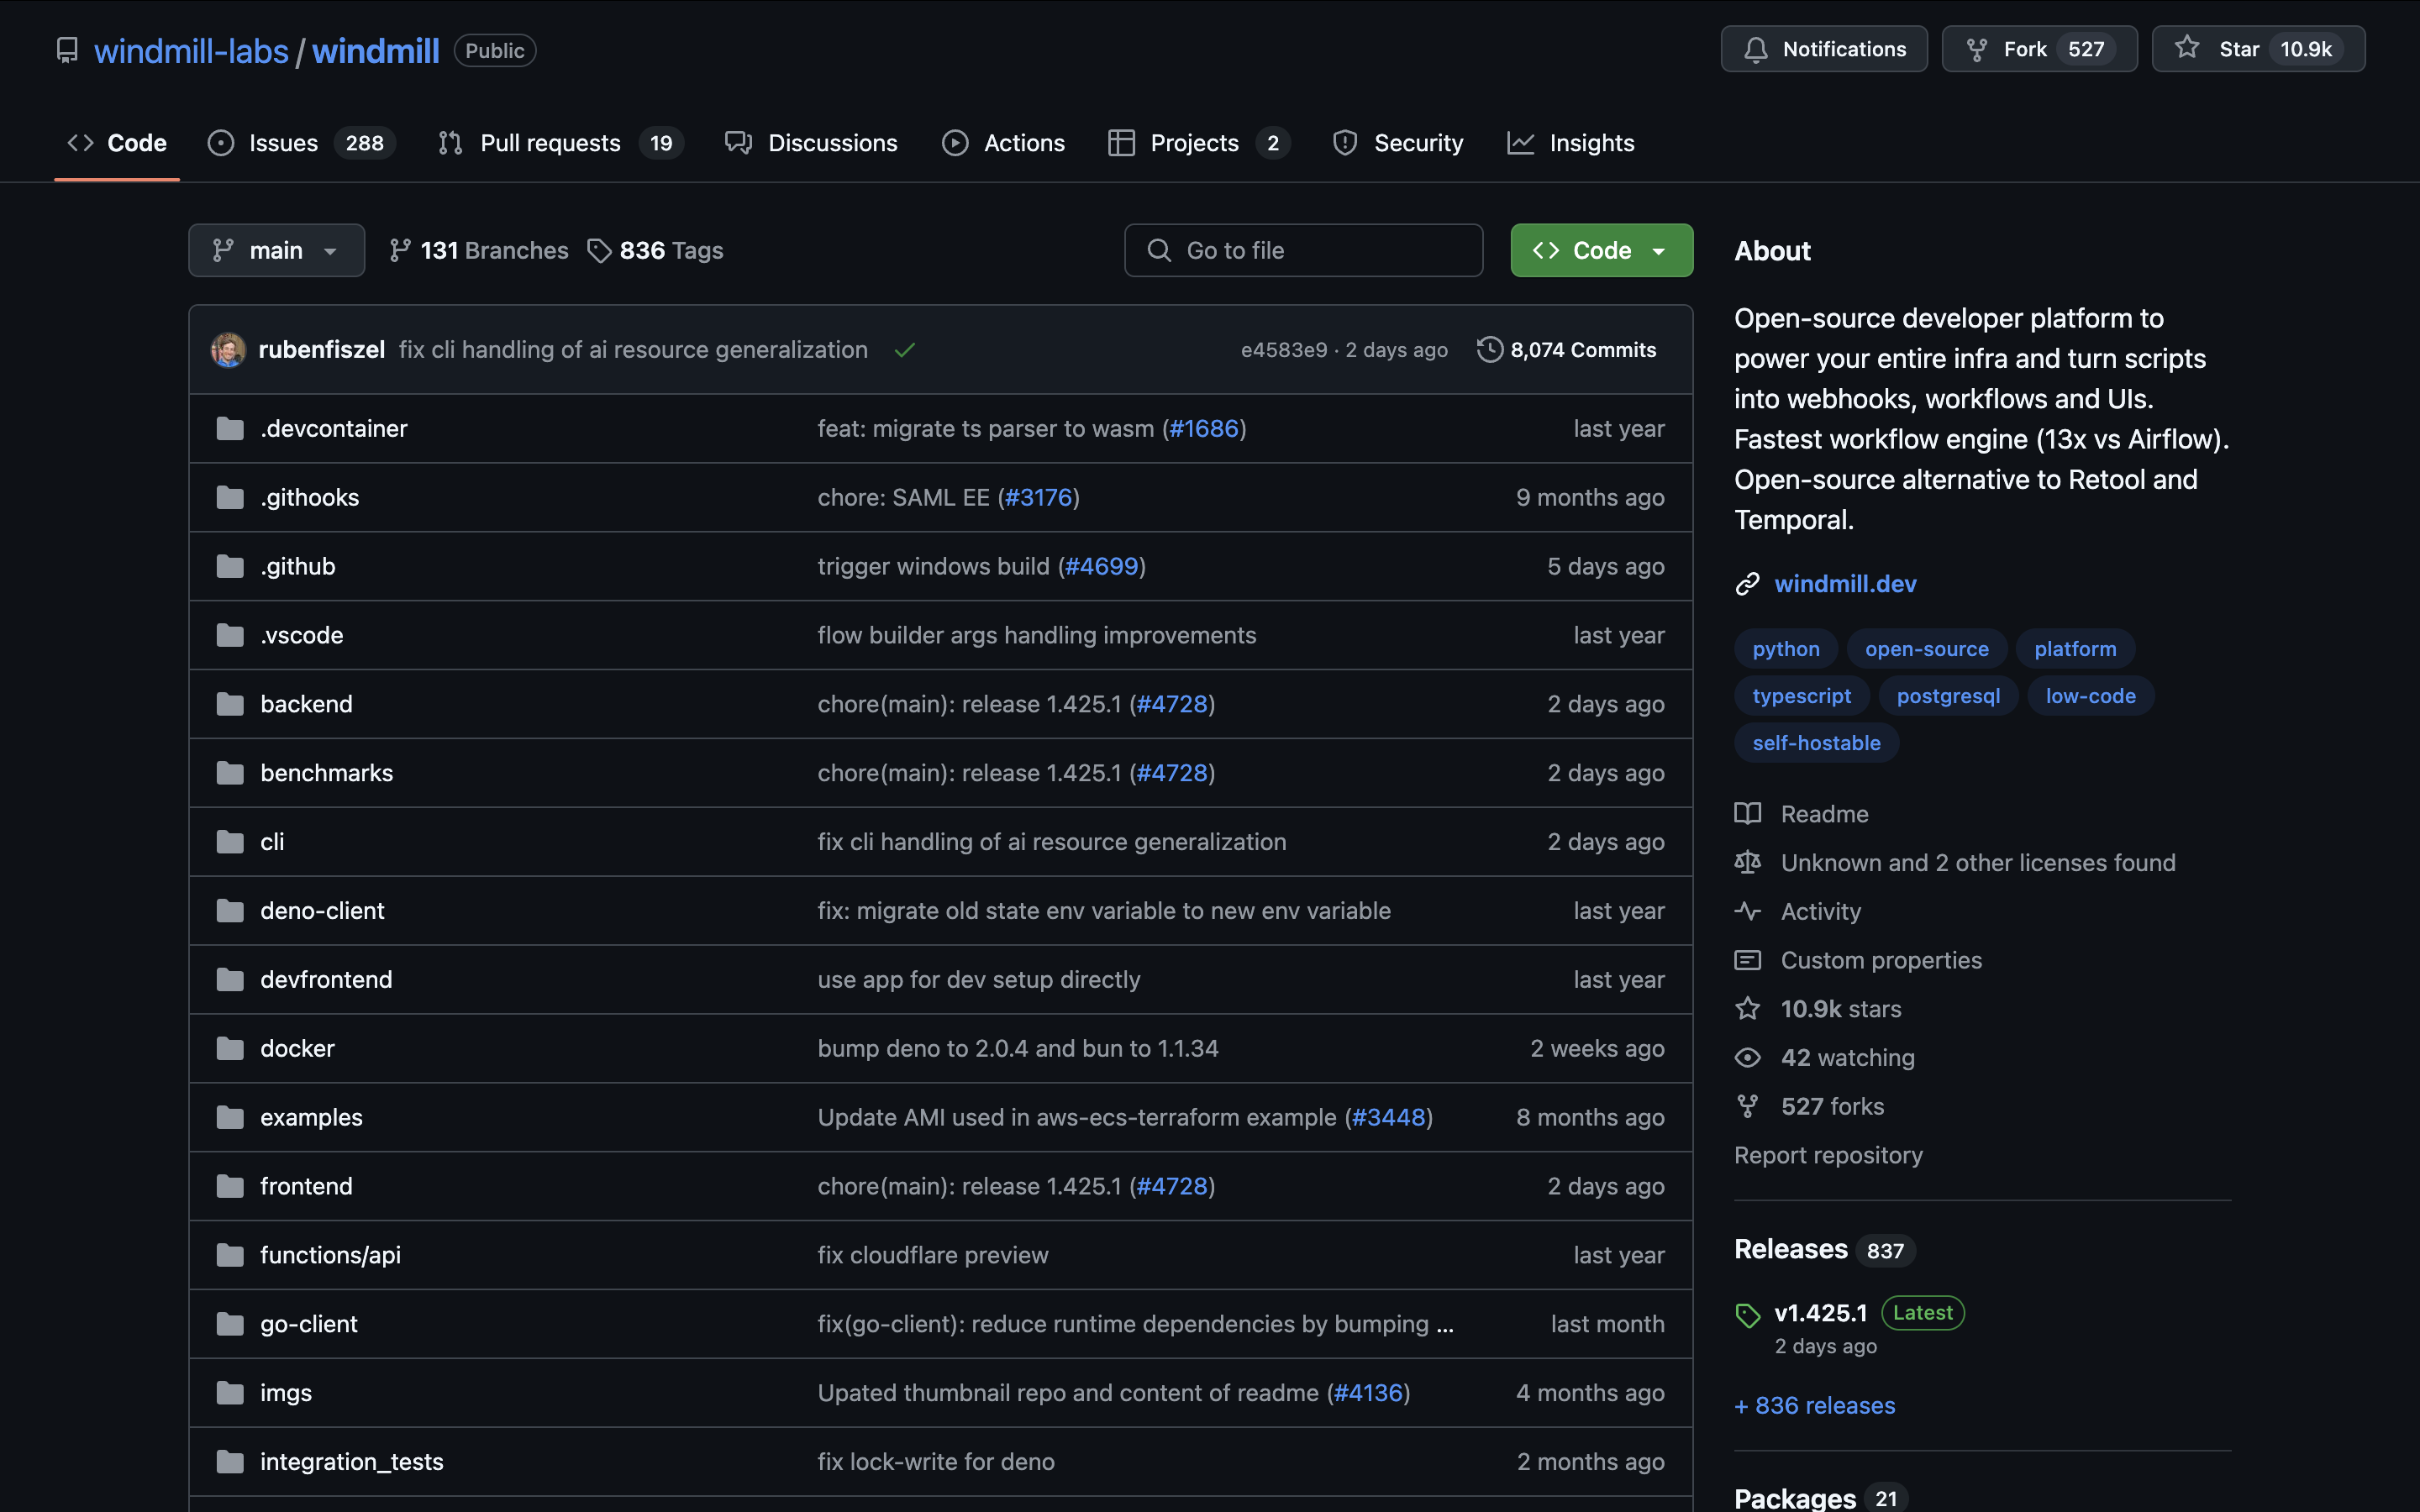 windmill-labs / windmill Public
Notifications
Fork 527
Star 10.9k
Code
Issues 288
Pull requests 19
Discussions
Actions
Projects 2
Security
Insights
main
131 Branches
836 Tags
Go to file
Code
rubenfiszel fix cli handling of ai resource generalization
e4583e9 · 2 days ago
8,074 Commits
.devcontainer feat: migrate ts parser to wasm (#1686) last year
.githooks chore: SAML EE (#3176) 9 months ago
.github trigger windows build (#4699) 5 days ago
.vscode flow builder args handling improvements last year
backend chore(main): release 1.425.1 (#4728) 2 days ago
benchmarks chore(main): release 1.425.1 (#4728) 2 days ago
cli fix cli handling of ai resource generalization 2 days ago
deno-client fix: migrate old state env variable to new env variable last year
devfrontend use app for dev setup directly last year
docker bump deno to 2.0.4 and bun to 1.1.34 2 weeks ago
examples Update AMI used in aws-ecs-terraform example (#3448) 8 months ago
frontend chore(main): release 1.425.1 (#4728) 2 days ago
functions/api fix cloudflare preview last year
go-client fix(go-client): reduce runtime dependencies by bumping ... last month
imgs Upated thumbnail repo and content of readme (#4136) 4 months ago
integration_tests fix lock-write for deno 2 months ago
About
Open-source developer platform to
power your entire infra and turn scripts
into webhooks, workflows and UIs.
Fastest workflow engine (13x vs Airflow).
Open-source alternative to Retool and
Temporal.
windmill.dev
python open-source platform
typescript postgresql low-code
self-hostable
Readme
Unknown and 2 other licenses found
Activity
Custom properties
10.9k stars
42 watching
527 forks
Report repository
Releases 837
v1.425.1 Latest
2 days ago
+ 836 releases
Packages 21